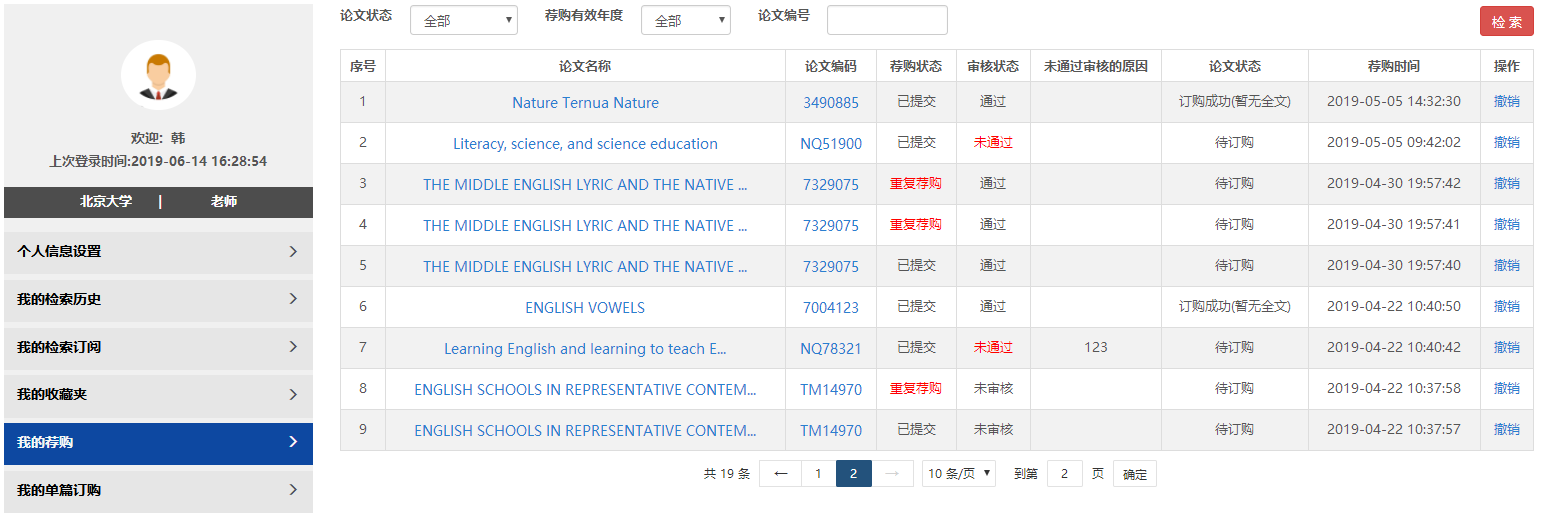 欢迎：韩
上次登录时间:2019-06-14 16:28:54
北京大学 | 老师
个人信息设置
我的检索历史
我的检索订阅
我的收藏夹
我的荐购
我的单篇订购
论文状态 全部 荐购有效年度 全部 论文编号 检 索
序号 论文名称 论文编码 荐购状态 审核状态 未通过审核的原因 论文状态 荐购时间 操作
1 Nature Ternua Nature 3490885 已提交 通过 订购成功(暂无全文) 2019-05-05 14:32:30 撤销
2 Literacy, science, and science education NQ51900 已提交 未通过 待订购 2019-05-05 09:42:02 撤销
3 THE MIDDLE ENGLISH LYRIC AND THE NATIVE ... 7329075 重复荐购 通过 待订购 2019-04-30 19:57:42 撤销
4 THE MIDDLE ENGLISH LYRIC AND THE NATIVE ... 7329075 重复荐购 通过 待订购 2019-04-30 19:57:41 撤销
5 THE MIDDLE ENGLISH LYRIC AND THE NATIVE ... 7329075 已提交 通过 待订购 2019-04-30 19:57:40 撤销
6 ENGLISH VOWELS 7004123 已提交 通过 订购成功(暂无全文) 2019-04-22 10:40:50 撤销
7 Learning English and learning to teach E... NQ78321 已提交 未通过 123 待订购 2019-04-22 10:40:42 撤销
8 ENGLISH SCHOOLS IN REPRESENTATIVE CONTEM... TM14970 重复荐购 未审核 待订购 2019-04-22 10:37:58 撤销
9 ENGLISH SCHOOLS IN REPRESENTATIVE CONTEM... TM14970 已提交 未审核 待订购 2019-04-22 10:37:57 撤销
共 19 条 ← 1 2 → 10 条/页 到第 2 页 确定